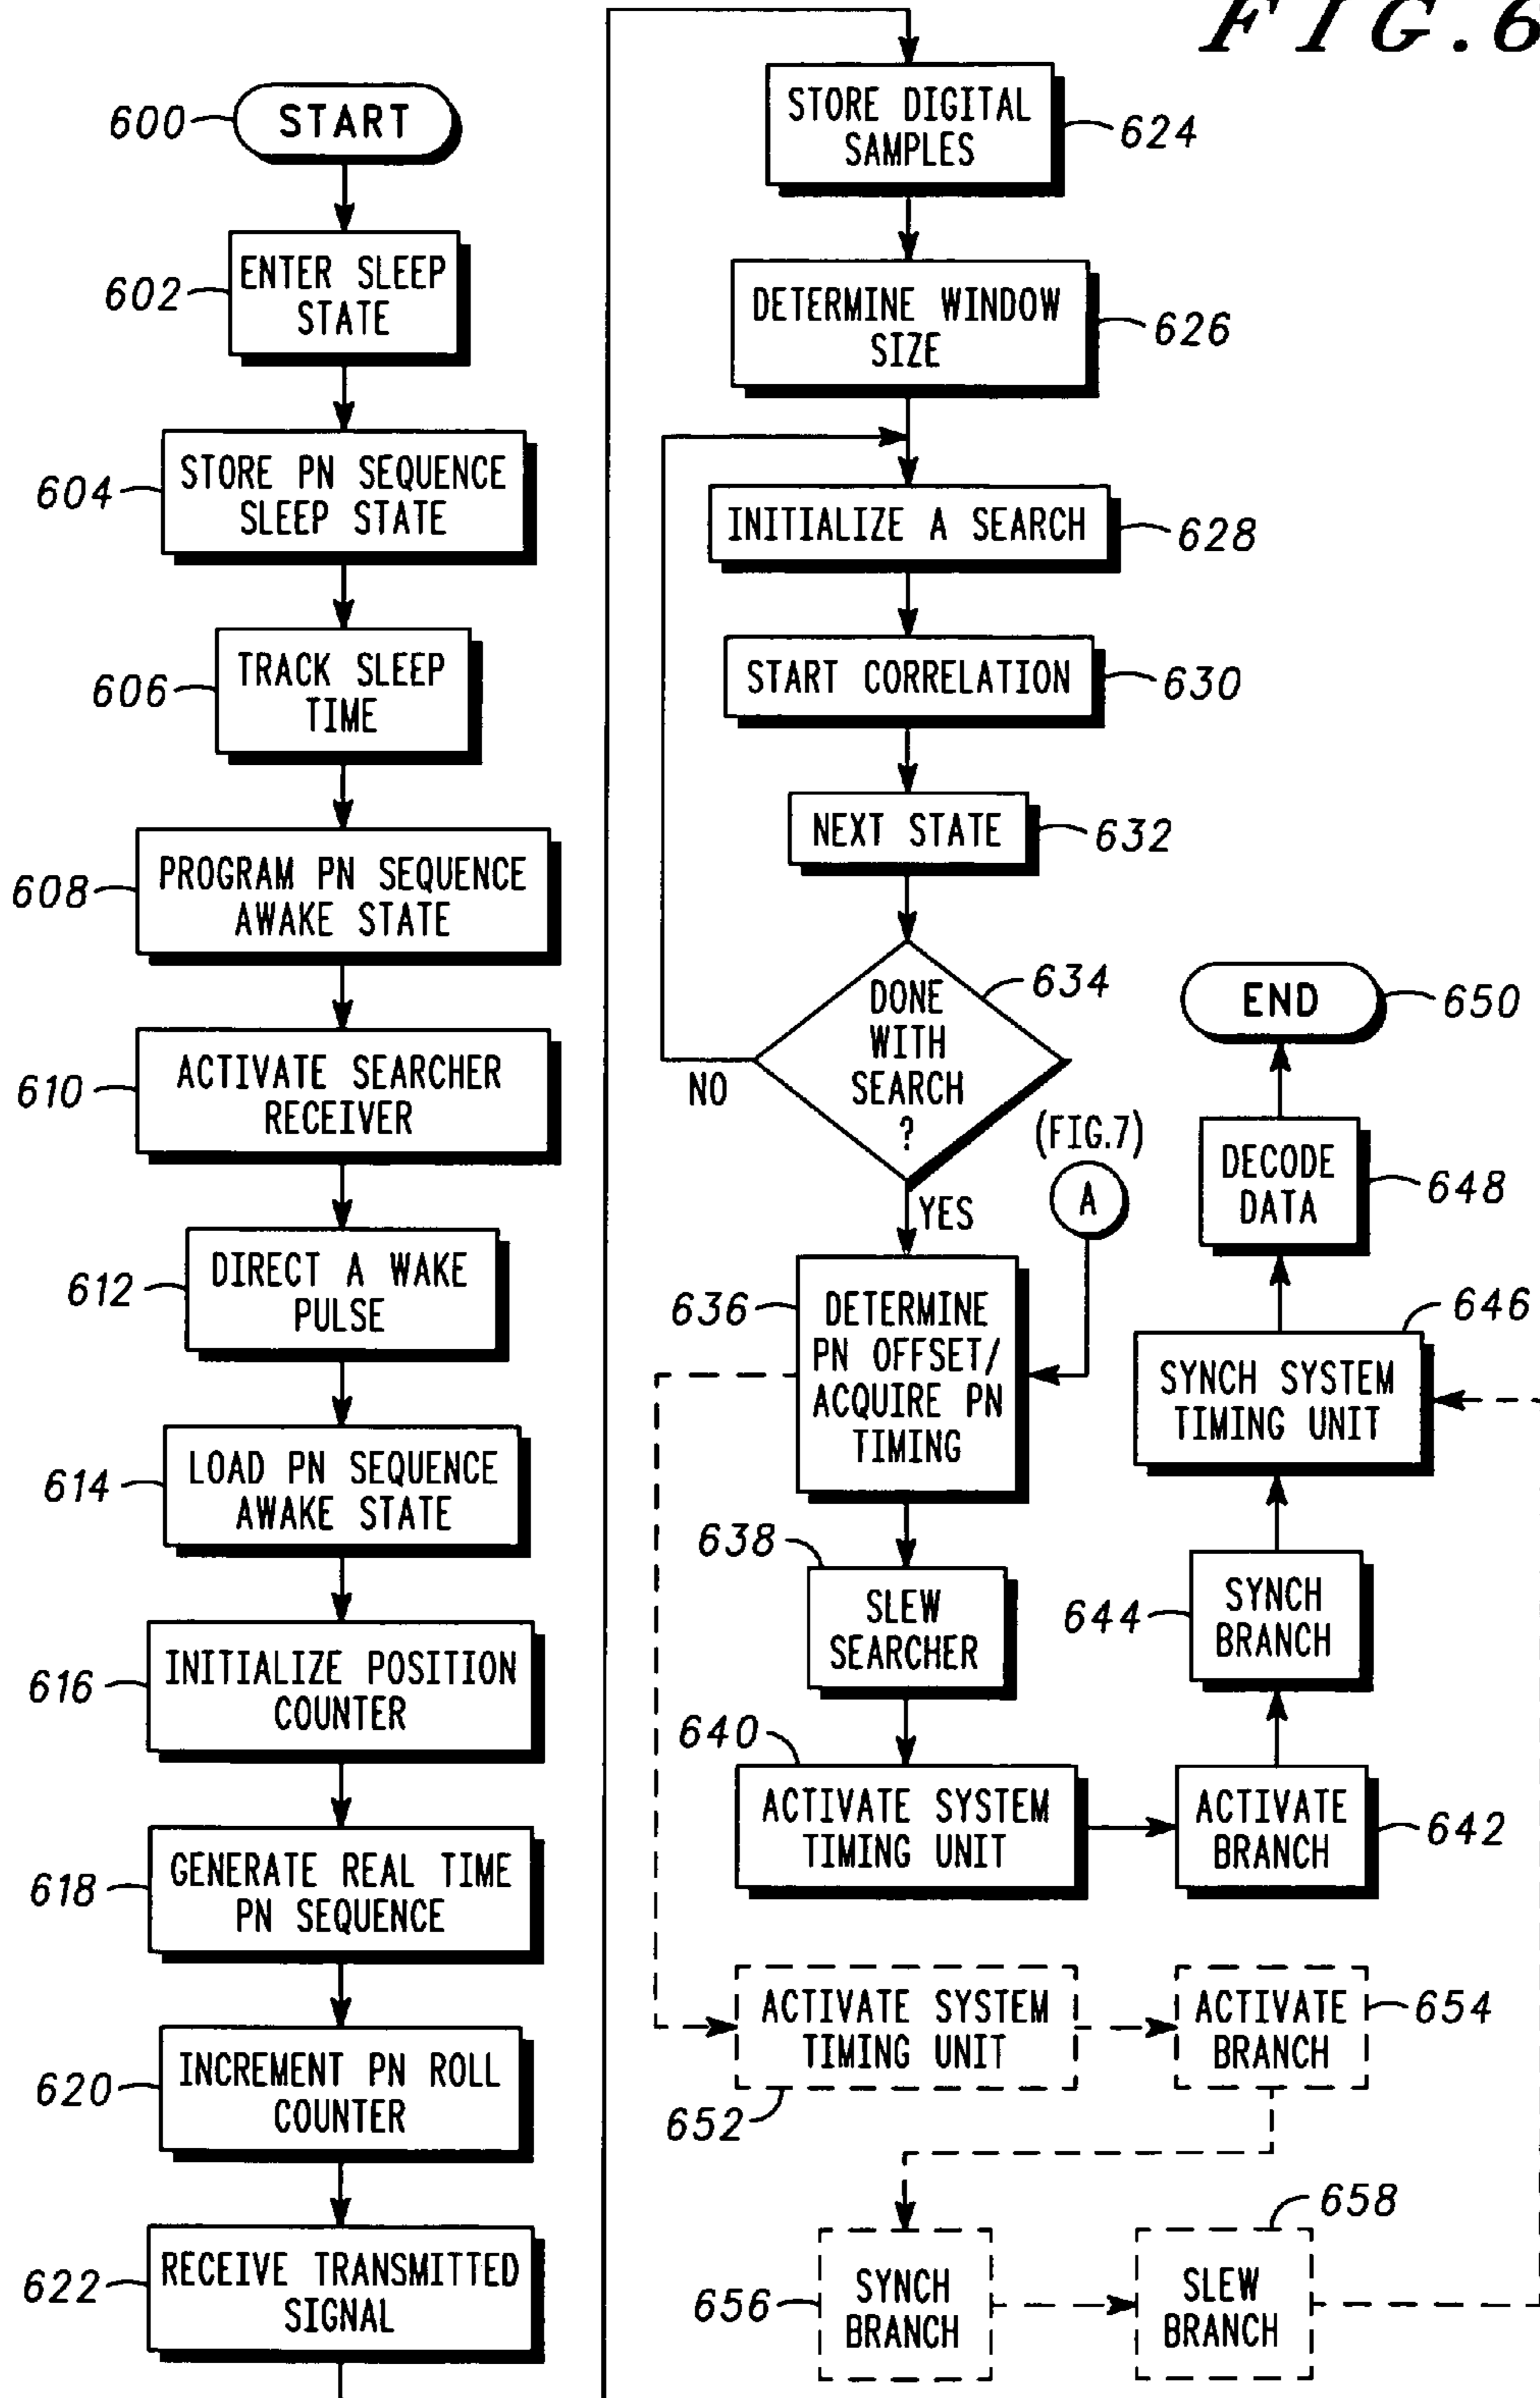 FIG.6
600
START
602
ENTER SLEEP
STATE
604
STORE PN SEQUENCE
SLEEP STATE
606
TRACK SLEEP
TIME
608
PROGRAM PN SEQUENCE
AWAKE STATE
610
ACTIVATE SEARCHER
RECEIVER
612
DIRECT A WAKE
PULSE
614
LOAD PN SEQUENCE
AWAKE STATE
616
INITIALIZE POSITION
COUNTER
618
GENERATE REAL TIME
PN SEQUENCE
620
INCREMENT PN ROLL
COUNTER
622
RECEIVE TRANSMITTED
SIGNAL
STORE DIGITAL
SAMPLES
624
DETERMINE WINDOW
SIZE
626
INITIALIZE A SEARCH
628
START CORRELATION
630
NEXT STATE
632
DONE
WITH
SEARCH
?
634
NO
YES
(FIG.7)
A
636
DETERMINE
PN OFFSET/
ACQUIRE PN
TIMING
638
SLEW
SEARCHER
640
ACTIVATE SYSTEM
TIMING UNIT
ACTIVATE
BRANCH
642
644
SYNCH
BRANCH
646
SYNCH SYSTEM
TIMING UNIT
DECODE
DATA
648
END
650
ACTIVATE SYSTEM
TIMING UNIT
652
ACTIVATE
BRANCH
654
656
SYNCH
BRANCH
658
SLEW
BRANCH